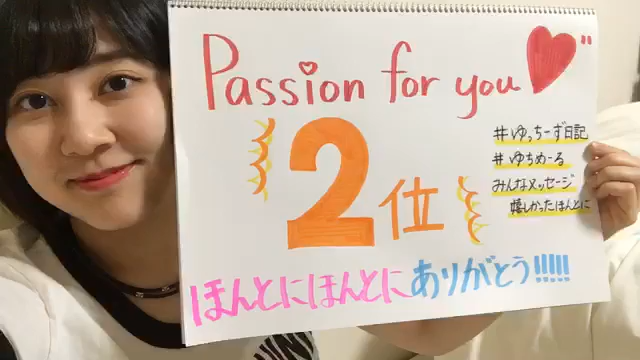 Passion for you♥"
#ゆっちーず日記
#ゆちめーる
みんなメッセージ
嬉しかったほんとに
2位
ほんとにほんとにありがとう!!!!!